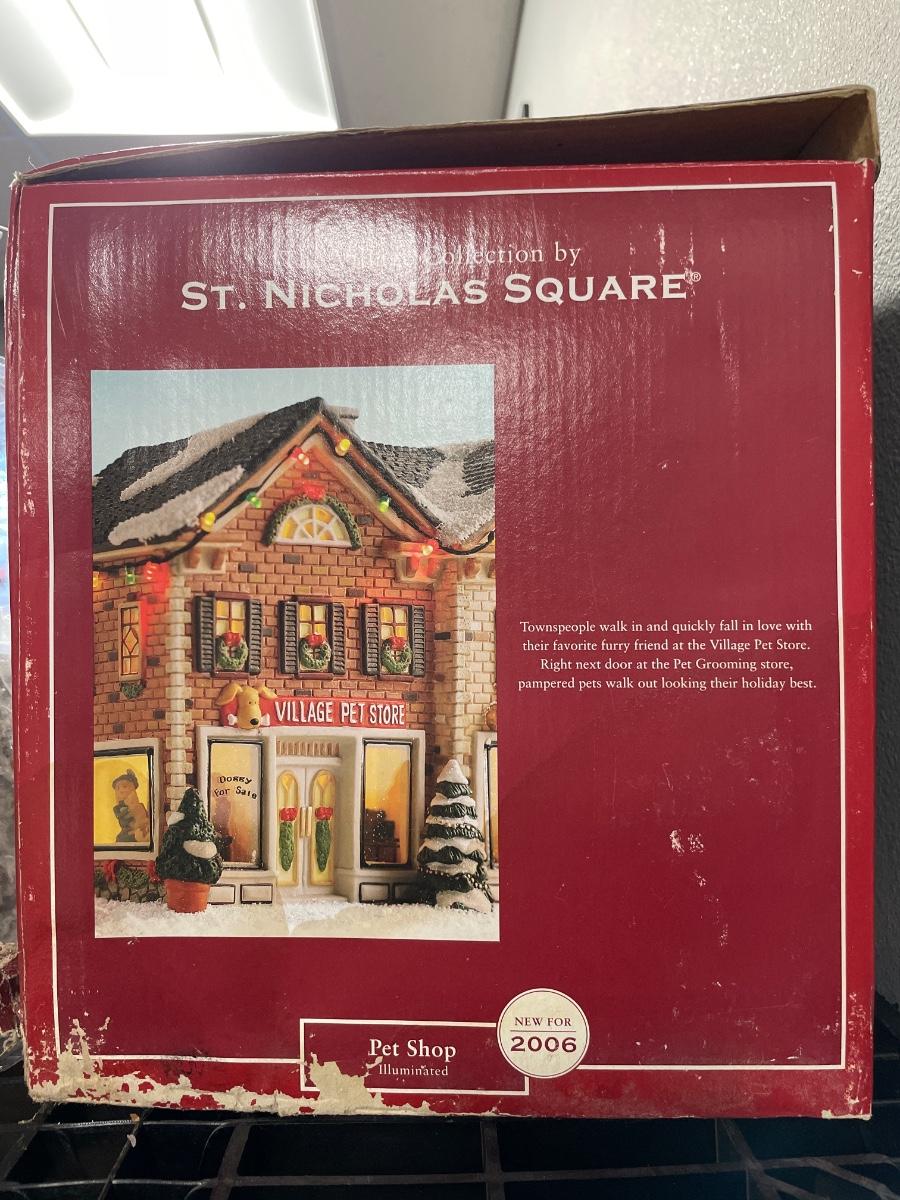 Collection by
ST. NICHOLAS SQUARE®
Townspeople walk in and quickly fall in love with
their favorite furry friend at the Village Pet Store.
Right next door at the Pet Grooming store,
pampered pets walk out looking their holiday best.
VILLAGE PET STORE
Doggy
For Sale
NEW FOR
2006
Pet Shop
Illuminated